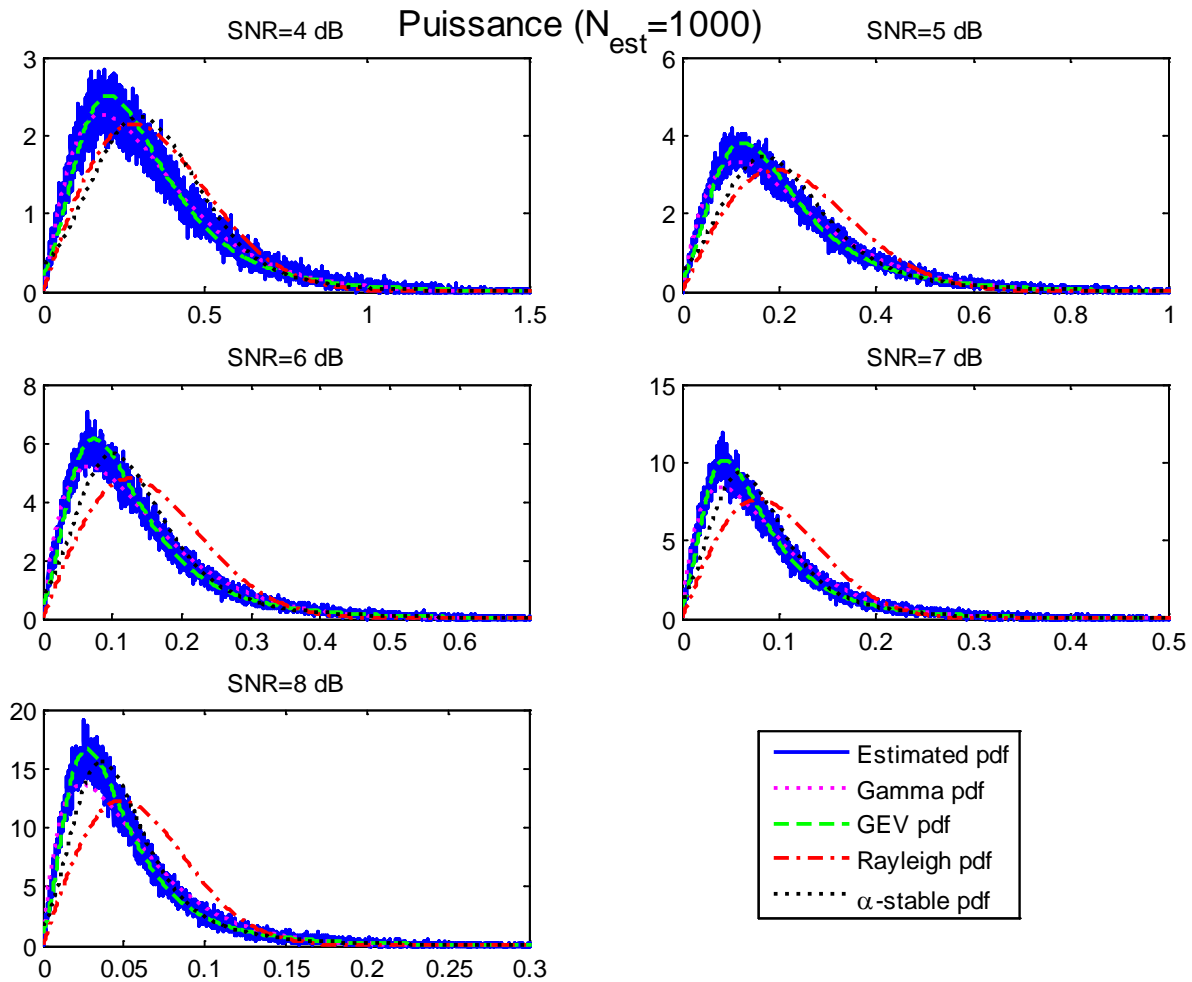 Puissance (N_est=1000)
SNR=4 dB
3
2
1
0
0 0.5 1 1.5
SNR=5 dB
6
4
2
0
0 0.2 0.4 0.6 0.8 1
SNR=6 dB
8
6
4
2
0
0 0.1 0.2 0.3 0.4 0.5 0.6
SNR=7 dB
15
10
5
0
0 0.1 0.2 0.3 0.4 0.5
SNR=8 dB
20
15
10
5
0
0 0.05 0.1 0.15 0.2 0.25 0.3
Estimated pdf
Gamma pdf
GEV pdf
Rayleigh pdf
α-stable pdf